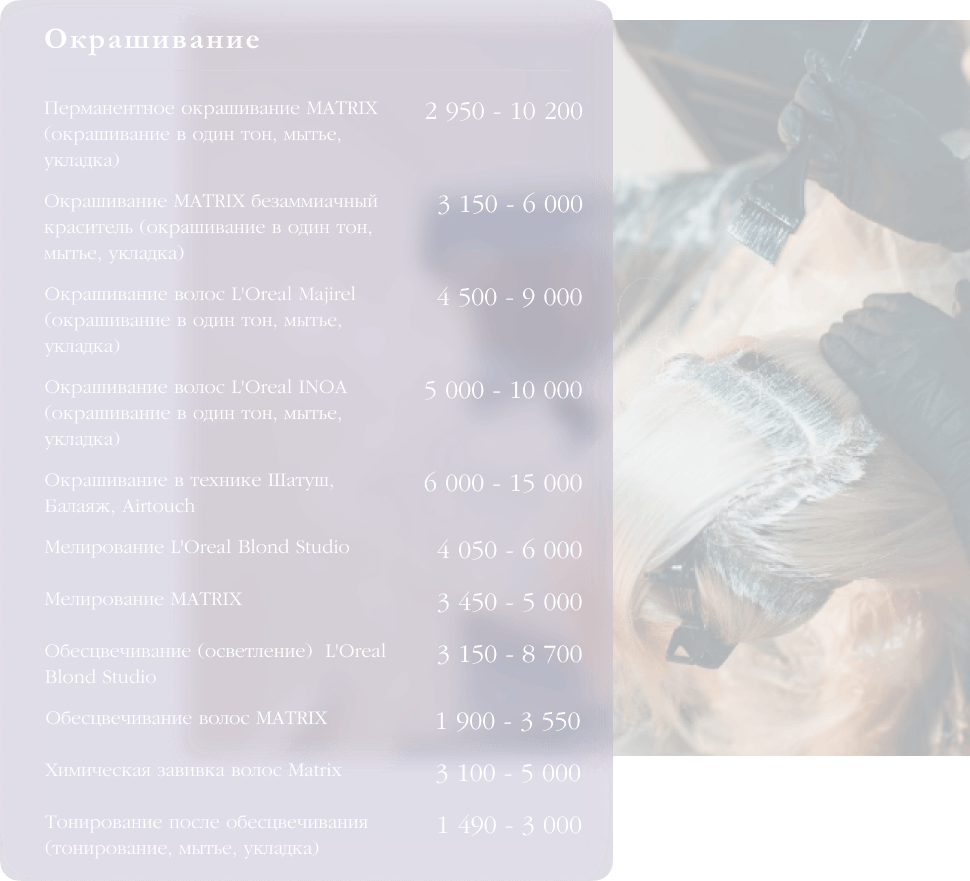 Окрашивание
Перманентное окрашивание MATRIX 2 950 - 10 200
(окрашивание в один тон, мытье,
укладка)
Окрашивание MATRIX безаммиачный 3 150 - 6 000
краситель (окрашивание в один тон,
мытье, укладка)
Окрашивание волос L'Oreal Majirel 4 500 - 9 000
(окрашивание в один тон, мытье,
укладка)
Окрашивание волос L'Oreal INOA 5 000 - 10 000
(окрашивание в один тон, мытье,
укладка)
Окрашивание в технике Шатуш, 6 000 - 15 000
Балаяж, Airtouch
Мелирование L'Oreal Blond Studio 4 050 - 6 000
Мелирование MATRIX 3 450 - 5 000
Обесцвечивание (осветление) L'Oreal 3 150 - 8 700
Blond Studio
Обесцвечивание волос MATRIX 1 900 - 3 550
Химическая завивка волос Matrix 3 100 - 5 000
Тонирование после обесцвечивания 1 490 - 3 000
(тонирование, мытье, укладка)